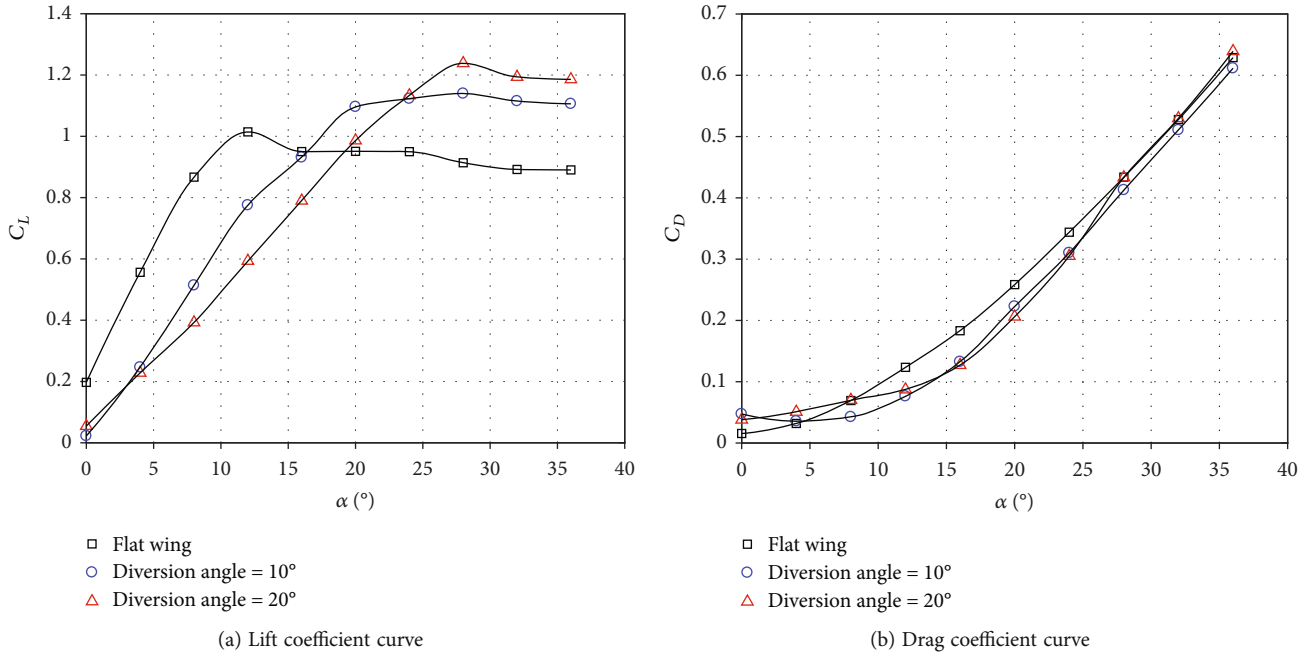 1.4
1.2
1
0.8
0.6
0.4
0.2
0
C_L
0 5 10 15 20 25 30 35 40
α (°)
Flat wing
Diversion angle = 10°
Diversion angle = 20°
(a) Lift coefficient curve
0.7
0.6
0.5
0.4
0.3
0.2
0.1
0
C_D
0 5 10 15 20 25 30 35 40
α (°)
Flat wing
Diversion angle = 10°
Diversion angle = 20°
(b) Drag coefficient curve